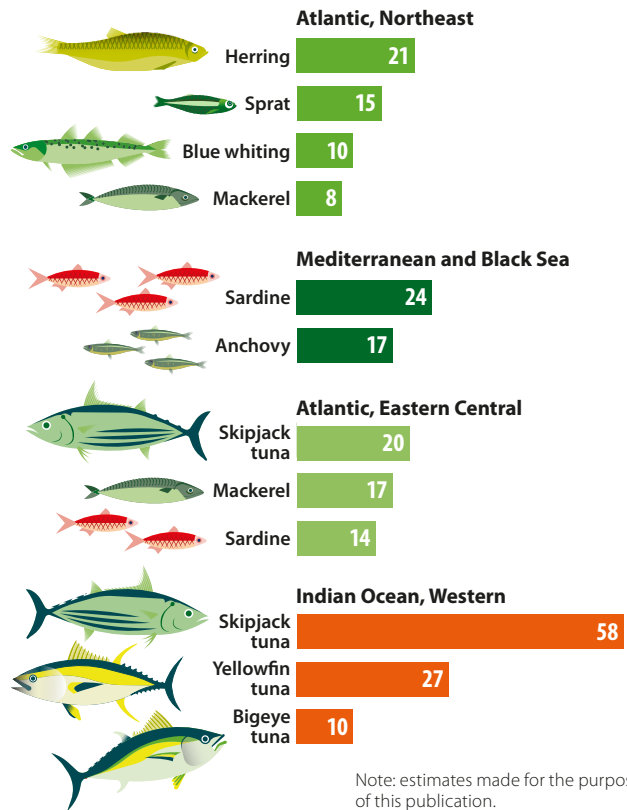 Atlantic, Northeast
Herring 21
Sprat 15
Blue whiting 10
Mackerel 8
Mediterranean and Black Sea
Sardine 24
Anchovy 17
Atlantic, Eastern Central
Skipjack
tuna 20
Mackerel 17
Sardine 14
Indian Ocean, Western
Skipjack
tuna 58
Yellowfin
tuna 27
Bigeye
tuna 10
Note: estimates made for the purpos
of this publication.